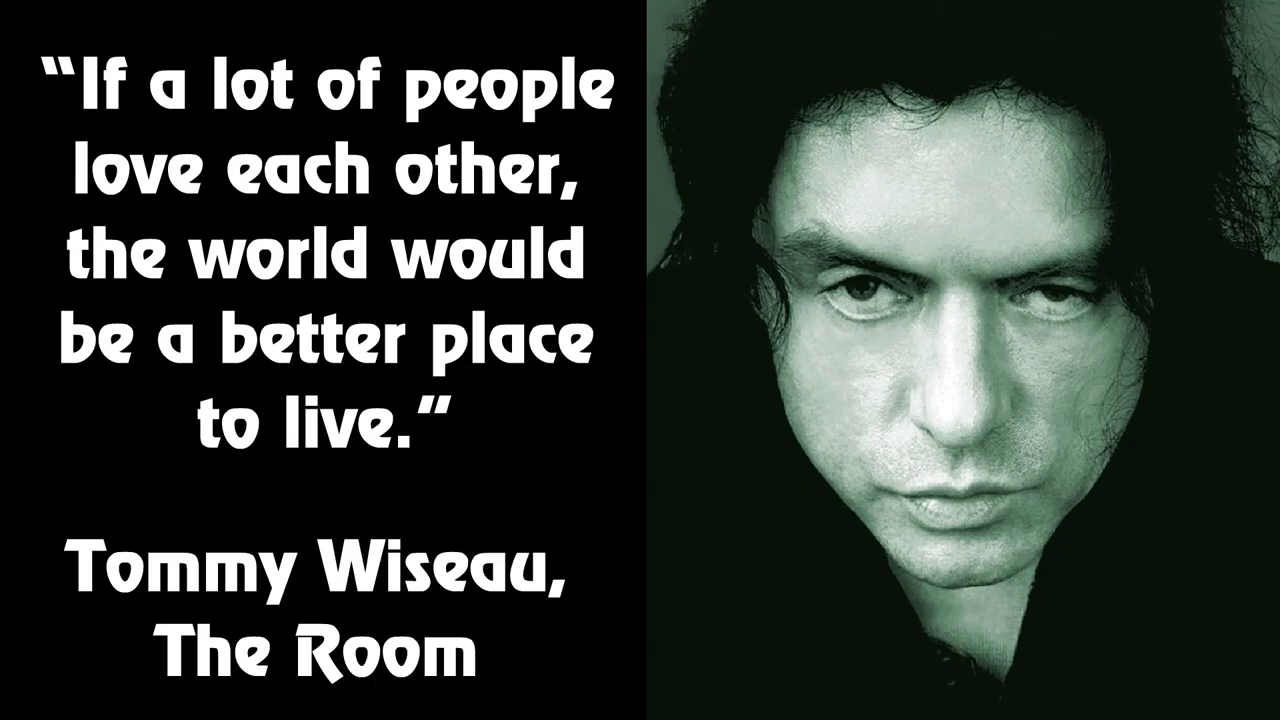 “If a lot of people
love each other,
the world would
be a better place
to live.”
Tommy Wiseau,
The Room